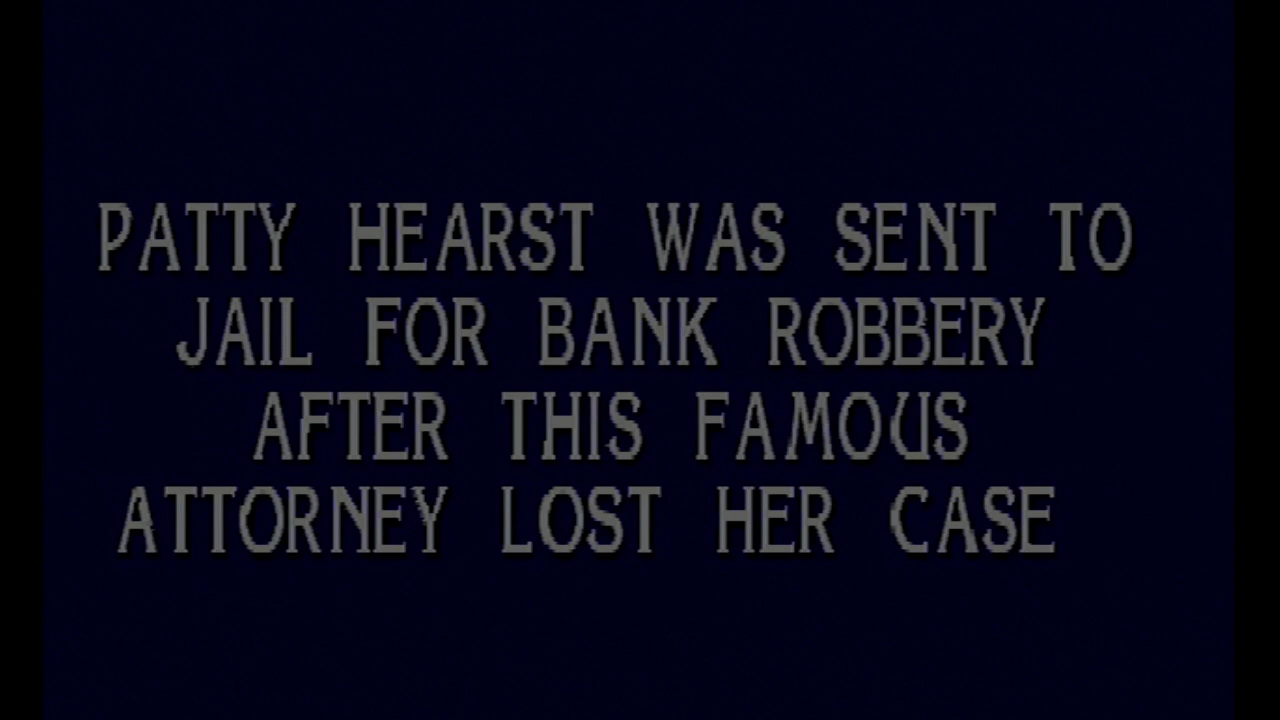 PATTY HEARST WAS SENT TO
JAIL FOR BANK ROBBERY
AFTER THIS FAMOUS
ATTORNEY LOST HER CASE